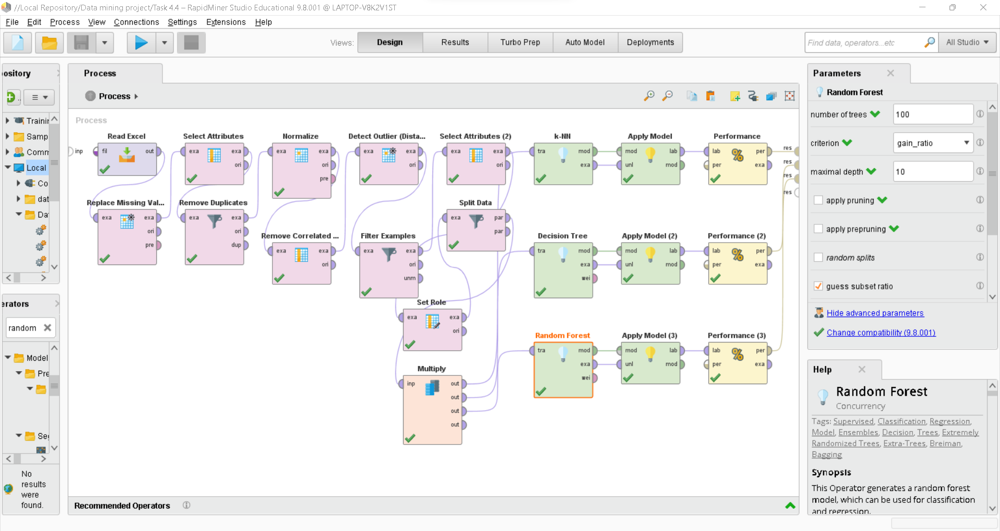 //Local Repository/Data mining project/Task 4.4 – RapidMiner Studio Educational 9.8.001 @ LAPTOP-V8K2V1ST
File Edit Process View Connections Settings Extensions Help
Views: Design Results Turbo Prep Auto Model Deployments
Find data, operators...etc
All Studio
ository
Trainin
Samp
Comm
Local
Co
dat
Da
erators
random
Model
Pre
Se
No
results
were
found.
Process
Process
Process
inp
Read Excel
fil out
Select Attributes
exa exa
ori
Normalize
exa exa
ori
pre
Detect Outlier (Dista...
exa exa
ori
Select Attributes (2)
exa exa
ori
k-NN
tra mod
exa
Apply Model
mod lab
unl mod
Performance
lab per
per exa
res
res
res
res
Replace Missing Val...
exa exa
ori
pre
Remove Duplicates
exa exa
ori
dup
Remove Correlated ...
exa exa
ori
Filter Examples
exa exa
ori
unm
Split Data
exa par
par
Decision Tree
tra mod
exa
wei
Apply Model (2)
mod lab
unl mod
Performance (2)
lab per
per exa
Set Role
exa exa
ori
Multiply
inp out
out
out
out
Random Forest
tra mod
exa
wei
Apply Model (3)
mod lab
unl mod
Performance (3)
lab per
per exa
Recommended Operators
Parameters
Random Forest
number of trees 100
criterion gain_ratio
maximal depth 10
apply pruning
apply prepruning
random splits
guess subset ratio
Hide advanced parameters
Change compatibility (9.8.001)
Help
Random Forest
Concurrency
Tags: Supervised, Classification, Regression,
Model, Ensembles, Decision, Trees, Extremely
Randomized Trees, Extra-Trees, Breiman,
Bagging
Synopsis
This Operator generates a random forest
model, which can be used for classification
and regression.